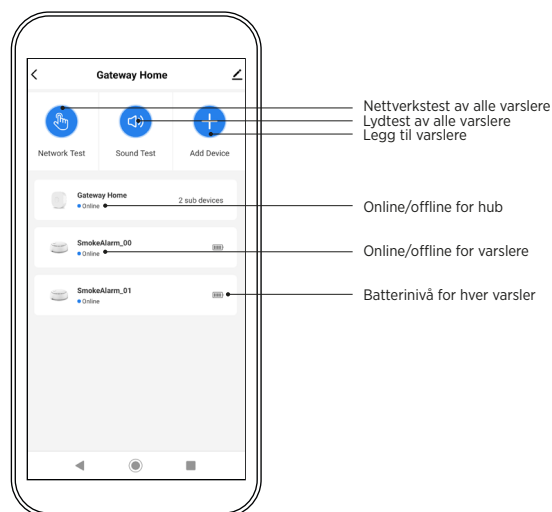 Gateway Home
Network Test
Sound Test
Add Device
Gateway Home
Online
2 sub devices
SmokeAlarm_00
Online
SmokeAlarm_01
Online
Nettverkstest av alle varslere
Lydtest av alle varslere
Legg til varslere
Online/offline for hub
Online/offline for varslere
Batterinivå for hver varsler